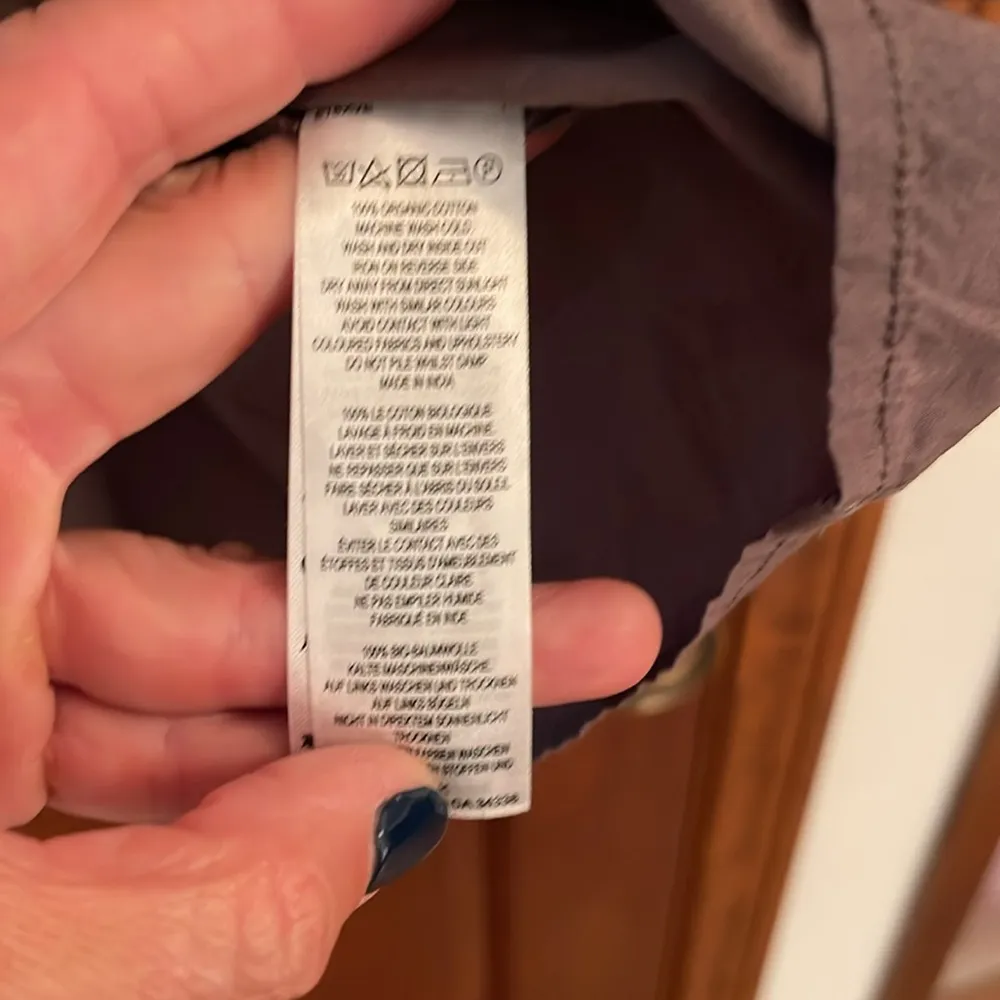 100% ORGANIC COTTON
MACHINE WASH COLD
WASH AND DRY INSIDE OUT
IRON ON REVERSE SIDE
DRY AWAY FROM DIRECT SUNLIGHT
WASH WITH SIMILAR COLOURS
AVOID CONTACT WITH LIGHT
COLOURED FABRICS AND UPHOLSTERY
DO NOT PILE WHILST DAMP
MADE IN INDIA
100% LE COTON BIOLOGIQUE
LAVAGE À FROID EN MACHINE
LAVER ET SÉCHER SUR L'ENVERS
NE REPASSER QUE SUR L'ENVERS
FAIRE SÉCHER À L'ABRIS DU SOLEIL
LAVER AVEC DES COULEURS
SIMILAIRES
ÉVITER LE CONTACT AVEC DES
ÉTOFFES ET TISSUS D'AMEUBLEMENT
DE COULEUR CLAIRE
NE PAS EMPILER HUMIDE
FABRIQUÉ EN INDE
100% BIO-BAUMWOLLE
KALTE MASCHINENWÄSCHE
AUF LINKS WASCHEN UND TROCKNEN
AUF LINKS BÜGELN
NICHT IN DIREKTEM SONNENLICHT
TROCKNEN
FARBEN WASCHEN
STOFFEN UND